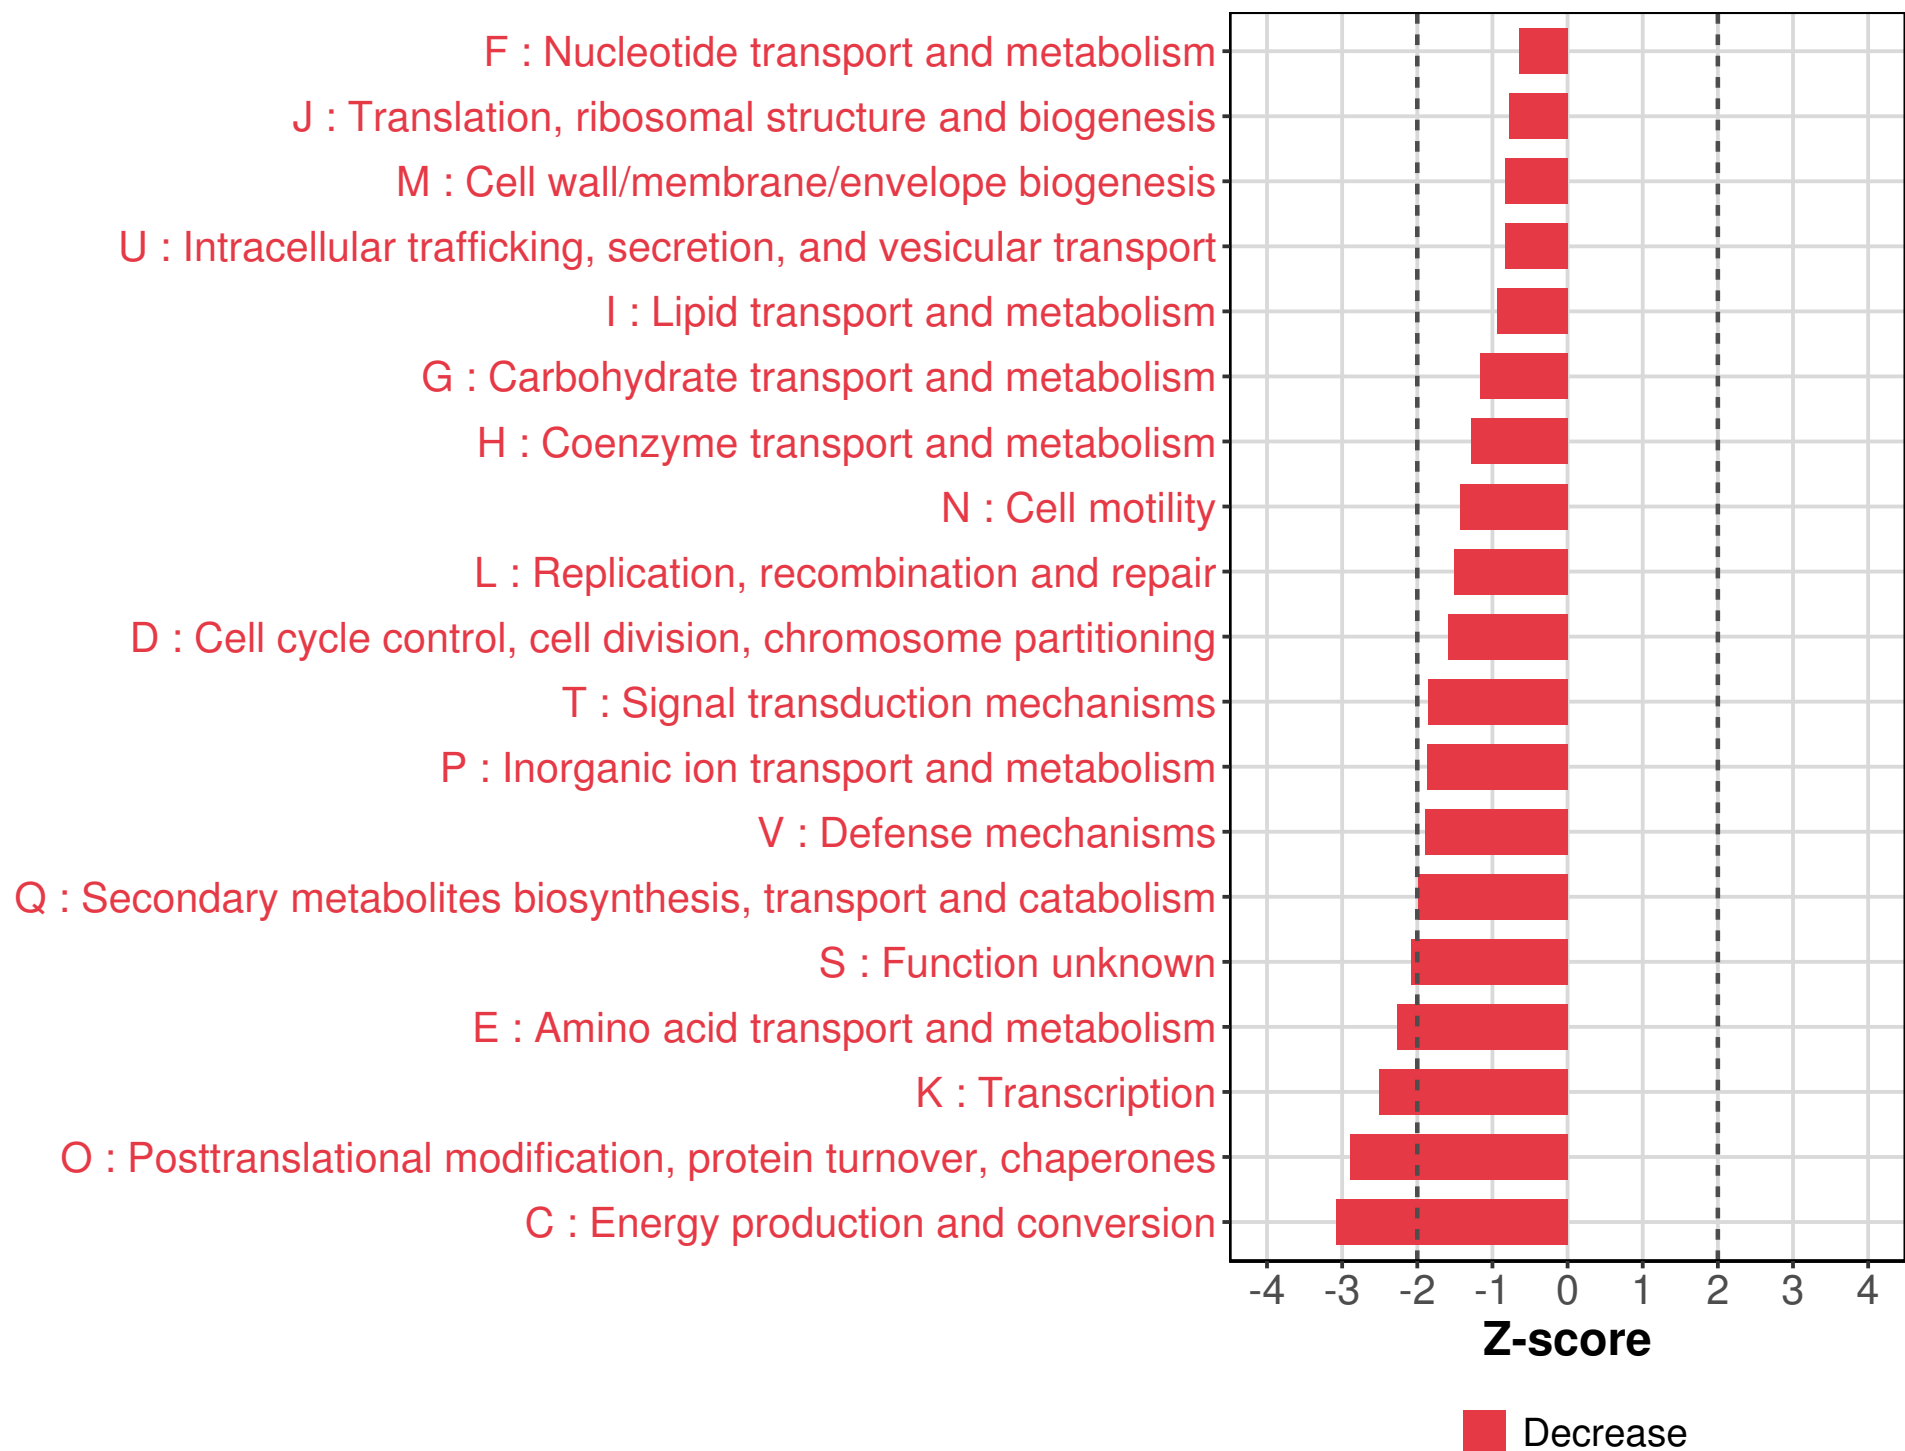 F : Nucleotide transport and metabolism
J : Translation, ribosomal structure and biogenesis
M : Cell wall/membrane/envelope biogenesis
U : Intracellular trafficking, secretion, and vesicular transport
I : Lipid transport and metabolism
G : Carbohydrate transport and metabolism
H : Coenzyme transport and metabolism
N : Cell motility
L : Replication, recombination and repair
D : Cell cycle control, cell division, chromosome partitioning
T : Signal transduction mechanisms
P : Inorganic ion transport and metabolism
V : Defense mechanisms
Q : Secondary metabolites biosynthesis, transport and catabolism
S : Function unknown
E : Amino acid transport and metabolism
K : Transcription
O : Posttranslational modification, protein turnover, chaperones
C : Energy production and conversion
-4 -3 -2 -1 0 1 2 3 4
Z-score
Decrease